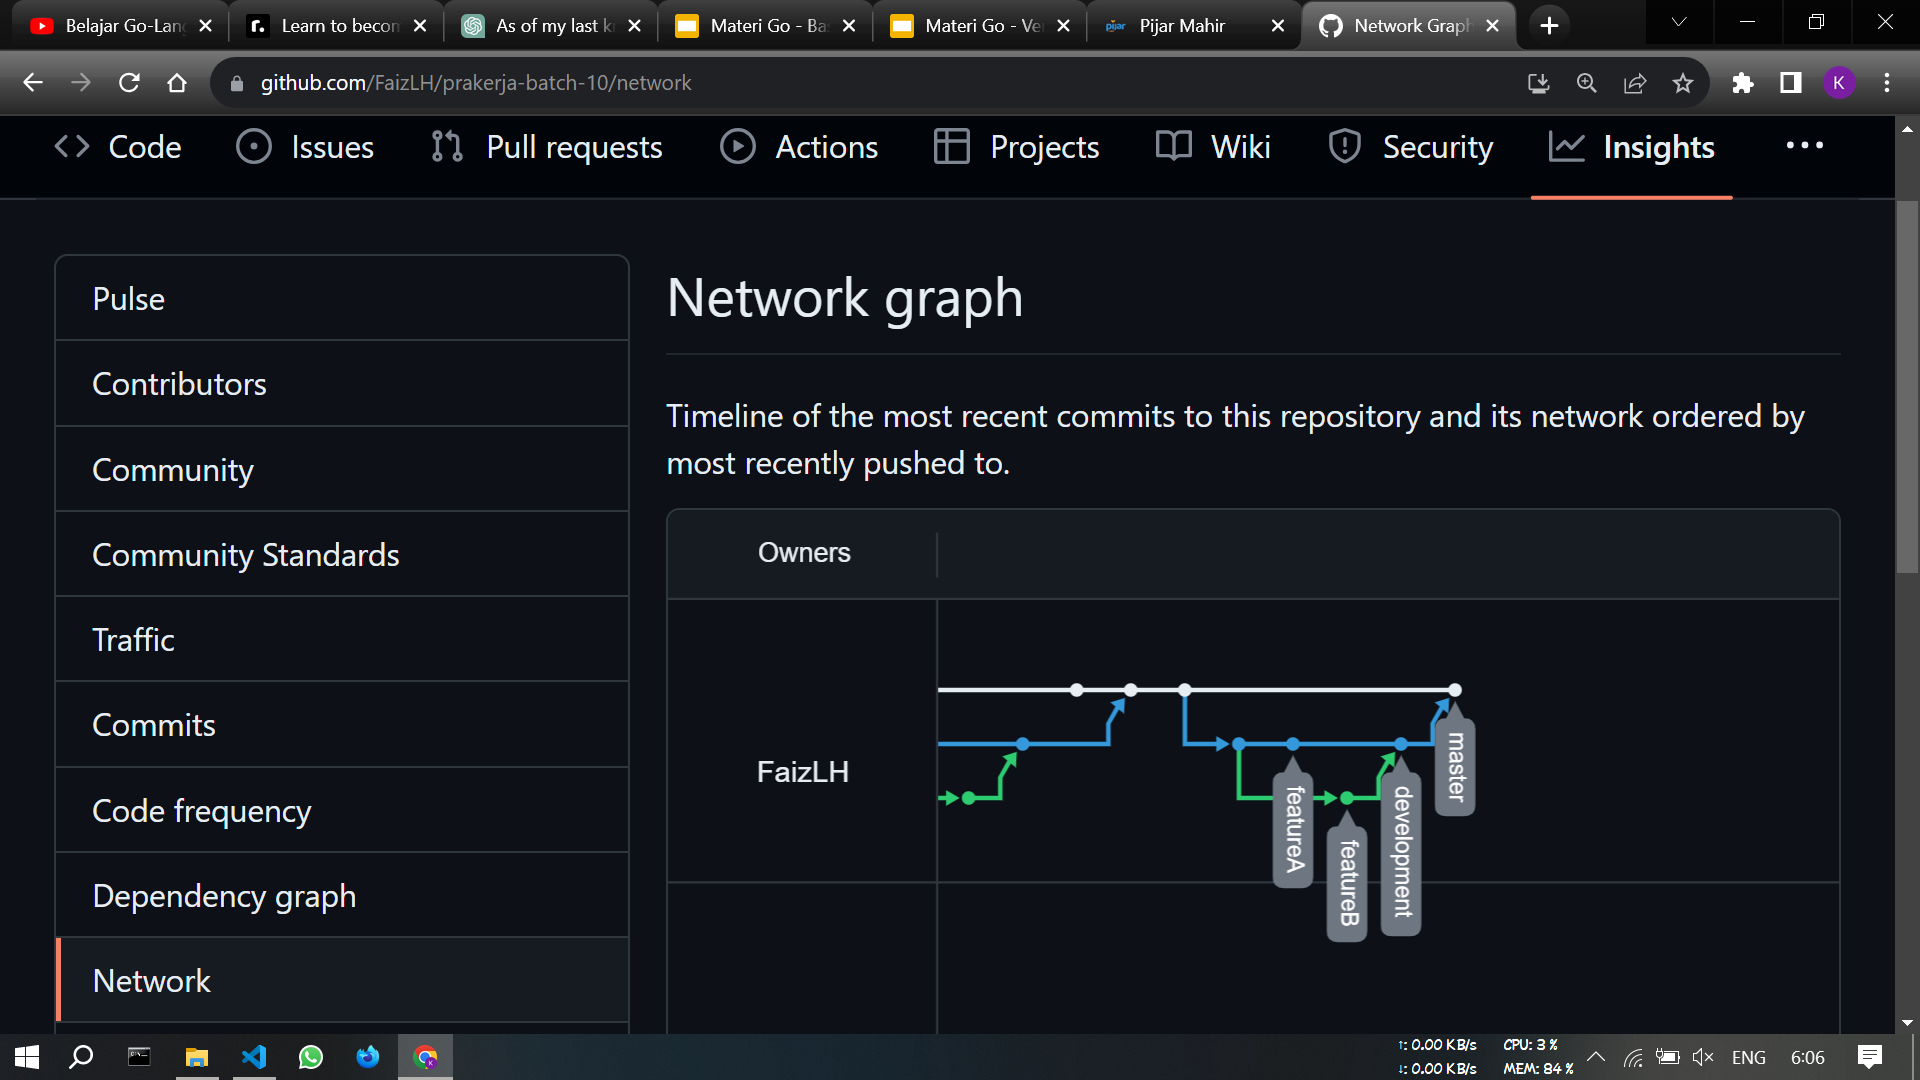 Belajar Go-Lang
Learn to becom
As of my last k
Materi Go - Ba
Materi Go - Ve
Pijar Mahir
Network Graph
github.com/FaizLH/prakerja-batch-10/network
K
Code
Issues
Pull requests
Actions
Projects
Wiki
Security
Insights
Pulse
Contributors
Community
Community Standards
Traffic
Commits
Code frequency
Dependency graph
Network
Network graph
Timeline of the most recent commits to this repository and its network ordered by
most recently pushed to.
Owners
FaizLH
master
featureA
development
featureB
↑: 0.00 KB/s
↓: 0.00 KB/s
CPU: 3 %
MEM: 84 %
ENG
6:06